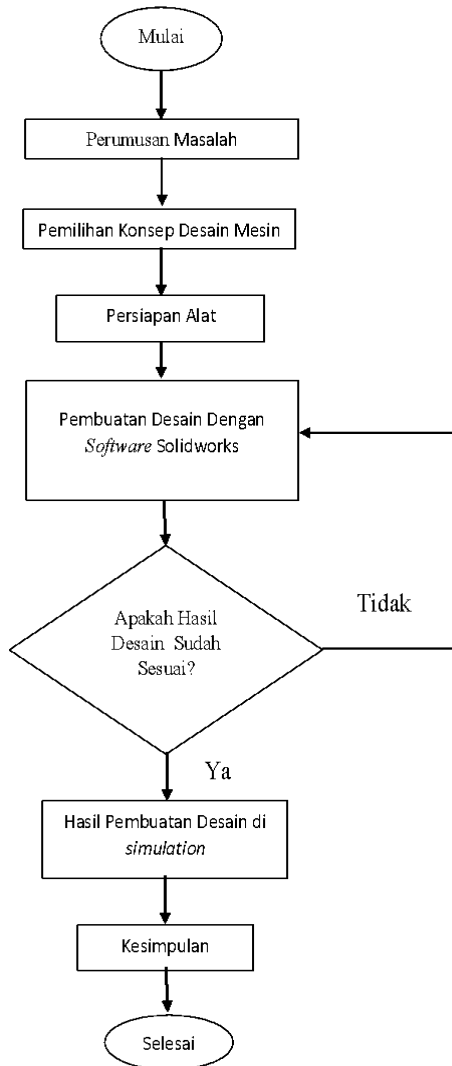 Mulai
Perumusan Masalah
Pemilihan Konsep Desain Mesin
Persiapan Alat
Pembuatan Desain Dengan
Software Solidworks
Apakah Hasil
Desain Sudah
Sesuai?
Tidak
Ya
Hasil Pembuatan Desain di
simulation
Kesimpulan
Selesai